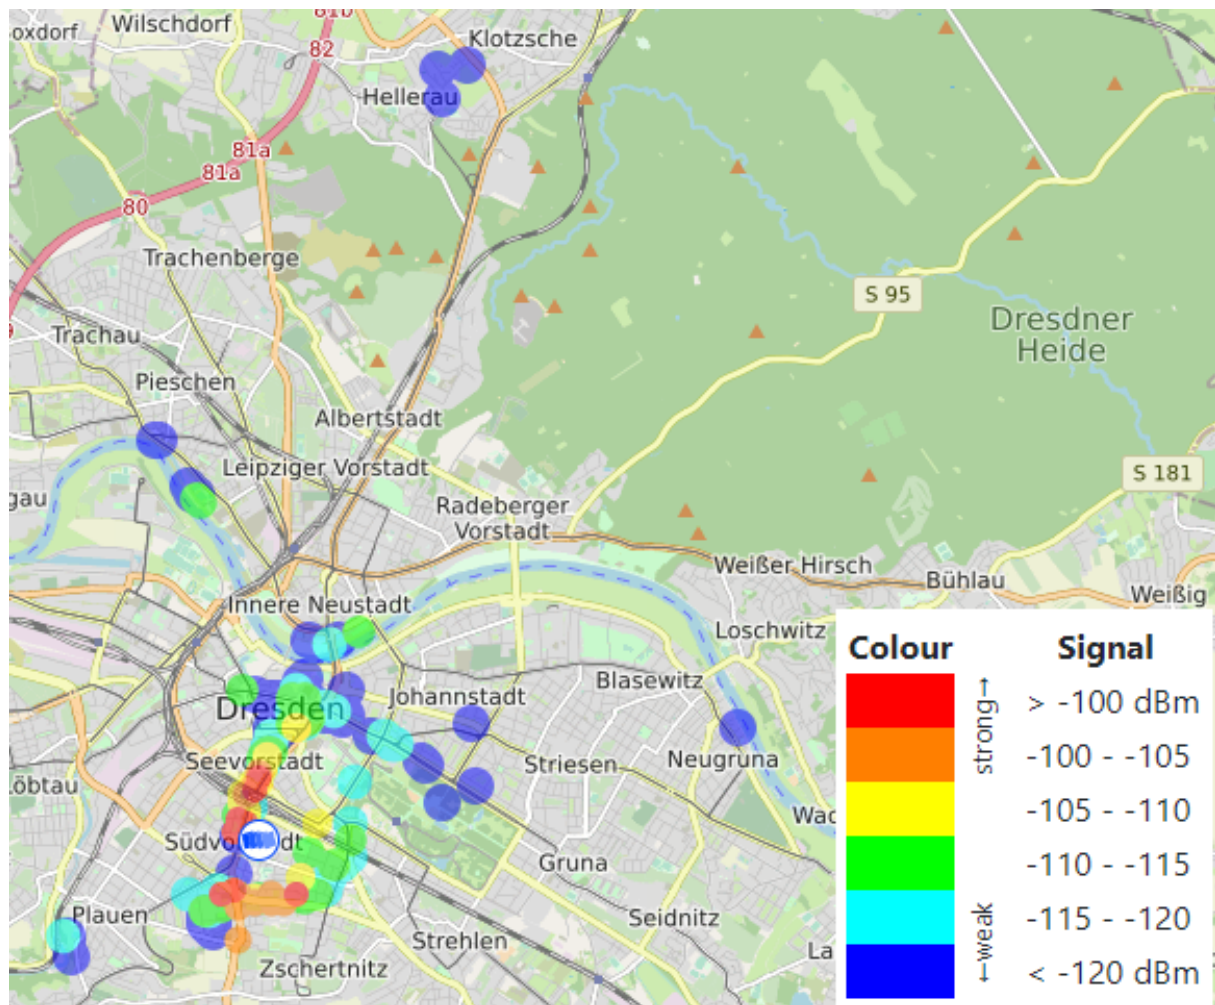 81b
oxdorf
Wilschdorf
Klotzsche
82
Hellerau
81a
81a
80
Trachenberge
S 95
Trachau
Dresdner
Heide
Pieschen
Albertstadt
Leipziger Vorstadt
S 181
gau
Radeberger
Vorstadt
Weißer Hirsch
Bühlau
Weißig
Innere Neustadt
Loschwitz
Blasewitz
Johannstadt
Dresden
Seevorstadt
Striesen
Neugruna
Löbtau
Wac
Gruna
Plauen
Seidnitz
Strehlen
La
Zschertnitz
Colour Signal
strong→
> -100 dBm
-100 - -105
-105 - -110
-110 - -115
-115 - -120
←weak
< -120 dBm